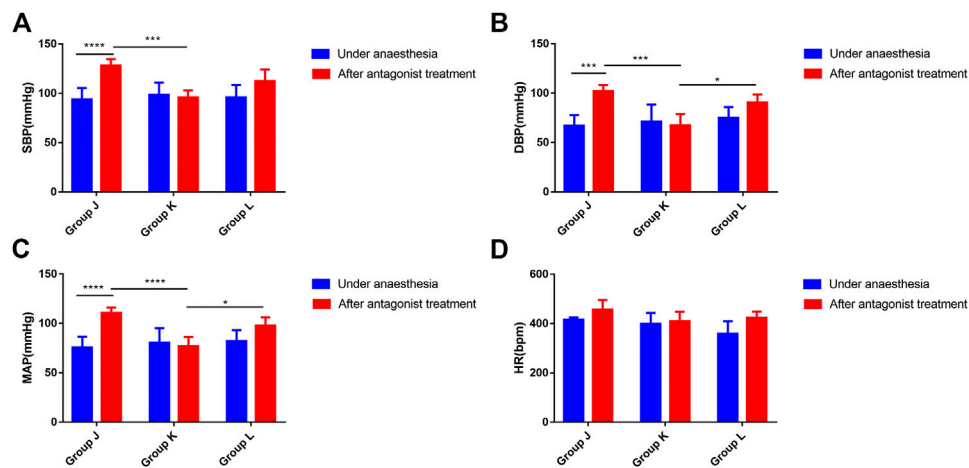 A
SBP(mmHg)
150
100
50
0
****
***
Group J
Group K
Group L
Under anaesthesia
After antagonist treatment
B
DBP(mmHg)
150
100
50
0
***
***
*
Group J
Group K
Group L
Under anaesthesia
After antagonist treatment
C
MAP(mmHg)
150
100
50
0
****
****
*
Group J
Group K
Group L
Under anaesthesia
After antagonist treatment
D
HR(bpm)
600
400
200
0
Group J
Group K
Group L
Under anaesthesia
After antagonist treatment